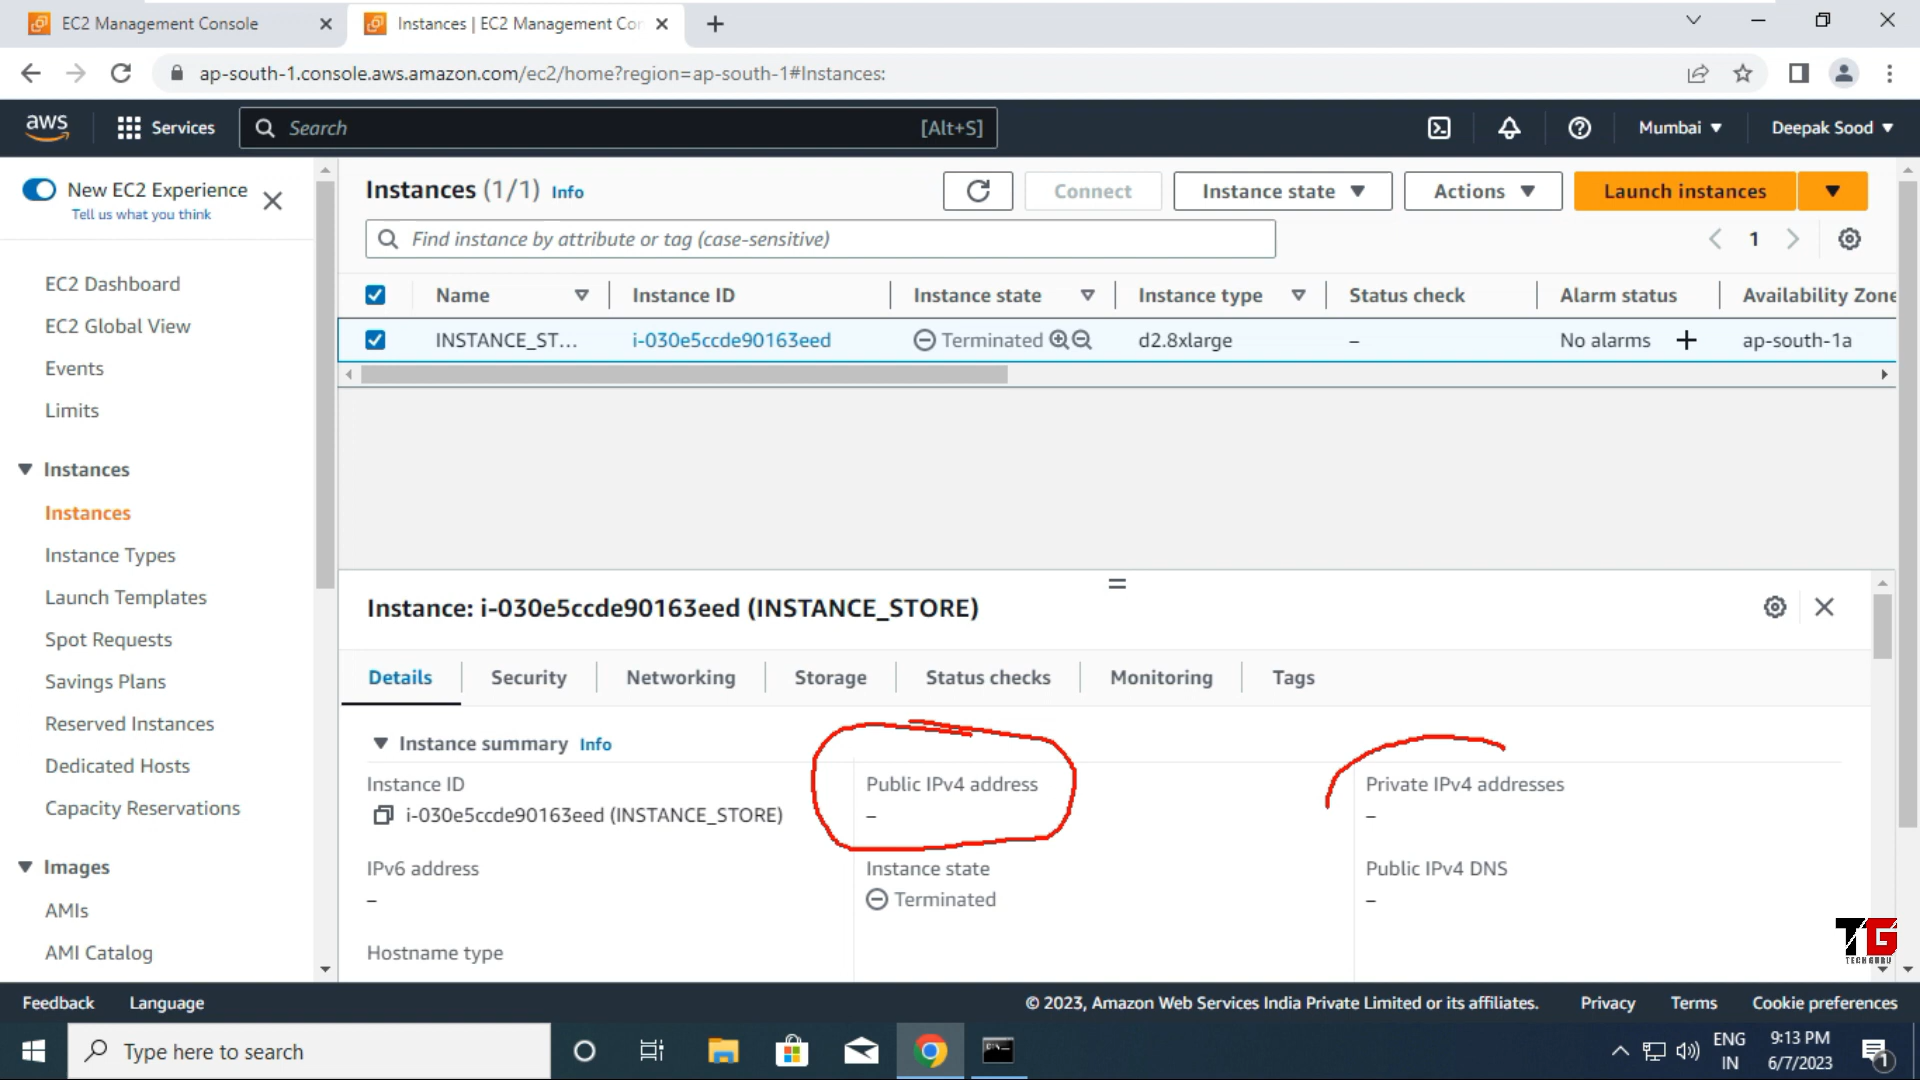 EC2 Management Console
Instances | EC2 Management Con
ap-south-1.console.aws.amazon.com/ec2/home?region=ap-south-1#Instances:
aws
Services
Search
[Alt+S]
Mumbai
Deepak Sood
New EC2 Experience
Tell us what you think
EC2 Dashboard
EC2 Global View
Events
Limits
Instances
Instances
Instance Types
Launch Templates
Spot Requests
Savings Plans
Reserved Instances
Dedicated Hosts
Capacity Reservations
Images
AMIs
AMI Catalog
Instances (1/1) Info
Connect
Instance state
Actions
Launch instances
Find instance by attribute or tag (case-sensitive)
1
Name Instance ID Instance state Instance type Status check Alarm status Availability Zone
INSTANCE_ST... i-030e5ccde90163eed Terminated d2.8xlarge – No alarms + ap-south-1a
Instance: i-030e5ccde90163eed (INSTANCE_STORE)
Details Security Networking Storage Status checks Monitoring Tags
Instance summary Info
Instance ID
i-030e5ccde90163eed (INSTANCE_STORE)
Public IPv4 address
–
Private IPv4 addresses
–
IPv6 address
–
Instance state
Terminated
Public IPv4 DNS
–
Hostname type
TG
TECH GURU
Feedback Language © 2023, Amazon Web Services India Private Limited or its affiliates. Privacy Terms Cookie preferences
Type here to search
ENG
IN
9:13 PM
6/7/2023
1